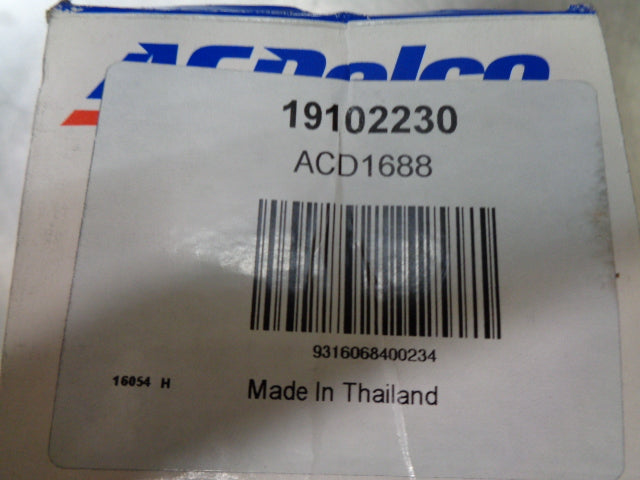 ACDelco
19102230
ACD1688
9316068400234
16054 H
Made In Thailand